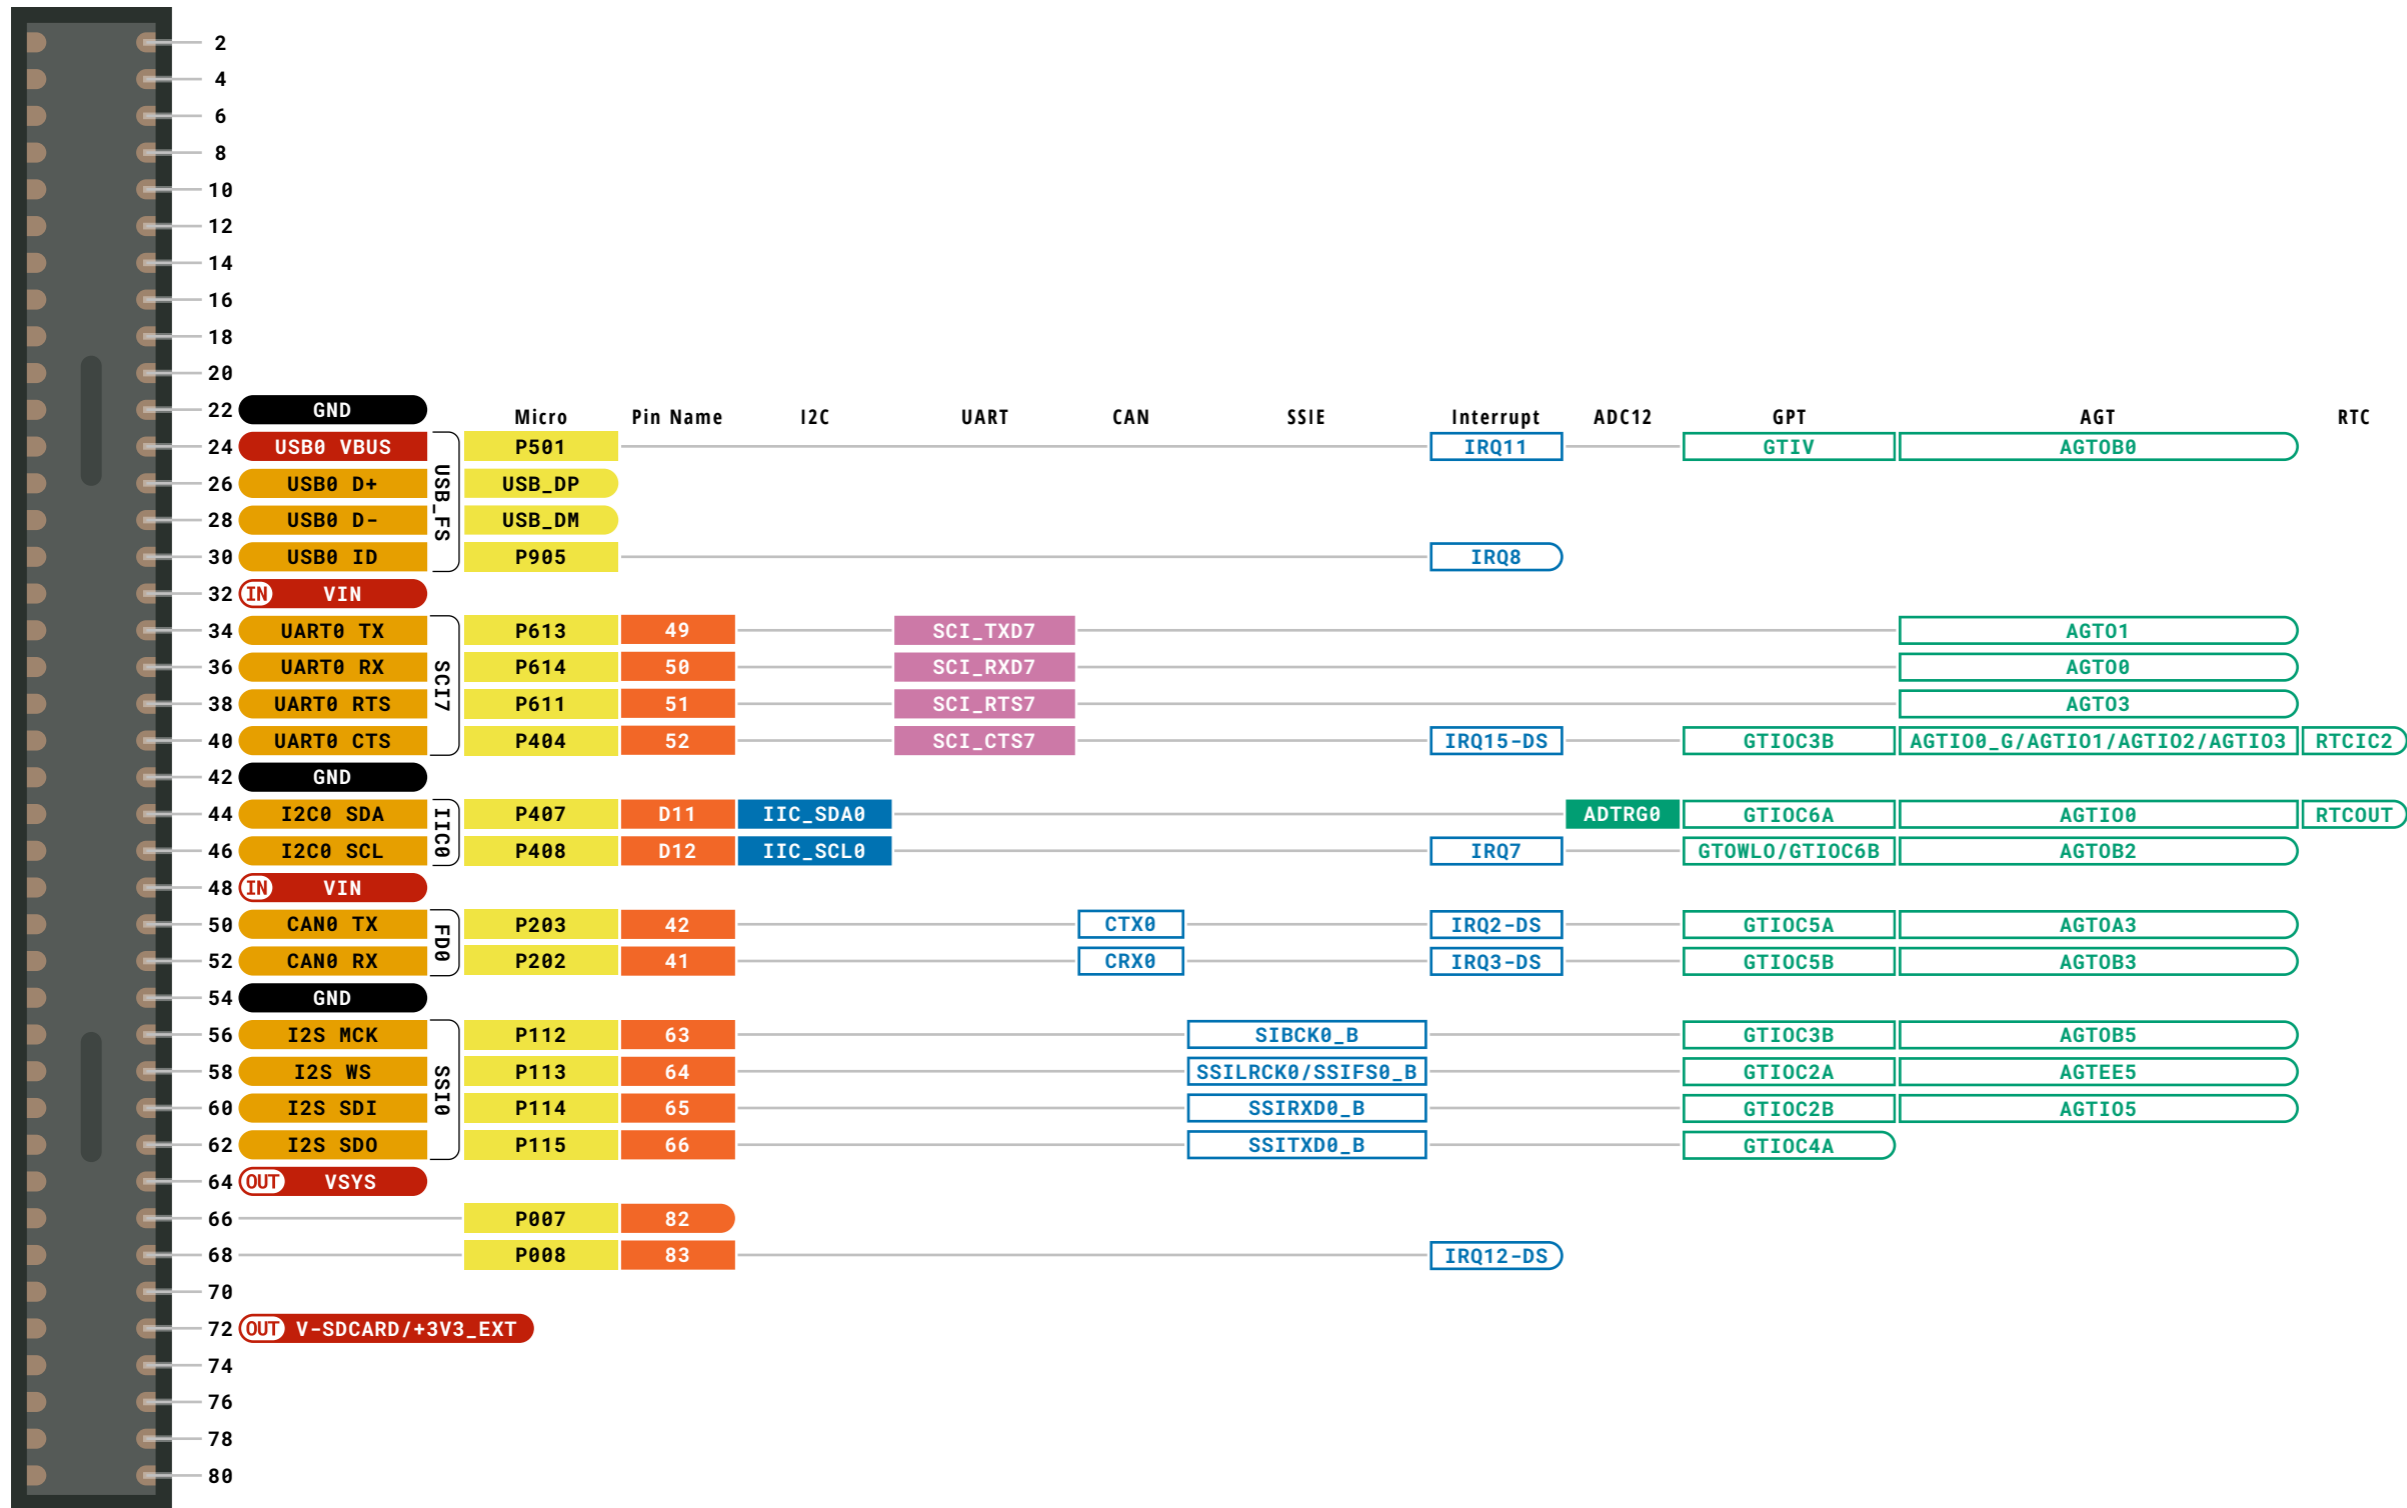 2
4
6
8
10
12
14
16
18
20
22 GND Micro Pin Name I2C UART CAN SSIE Interrupt ADC12 GPT AGT RTC
24 USB0 VBUS P501 IRQ11 GTIV AGTOB0
26 USB0 D+ USB_DP
USB_FS
28 USB0 D- USB_DM
30 USB0 ID P905 IRQ8
32 IN VIN
34 UART0 TX P613 49 SCI_TXD7 AGTO1
36 UART0 RX P614 50 SCI_RXD7 AGTO0
SCI7
38 UART0 RTS P611 51 SCI_RTS7 AGTO3
40 UART0 CTS P404 52 SCI_CTS7 IRQ15-DS GTIOC3B AGTIO0_G/AGTIO1/AGTIO2/AGTIO3 RTCIC2
42 GND
44 I2C0 SDA P407 D11 IIC_SDA0 ADTRG0 GTIOC6A AGTIO0 RTCOUT
IIC0
46 I2C0 SCL P408 D12 IIC_SCL0 IRQ7 GTOWLO/GTIOC6B AGTOB2
48 IN VIN
50 CAN0 TX P203 42 CTX0 IRQ2-DS GTIOC5A AGTOA3
FD0
52 CAN0 RX P202 41 CRX0 IRQ3-DS GTIOC5B AGTOB3
54 GND
56 I2S MCK P112 63 SIBCK0_B GTIOC3B AGTOB5
58 I2S WS P113 64 SSILRCK0/SSIFS0_B GTIOC2A AGTEE5
SSI0
60 I2S SDI P114 65 SSIRXD0_B GTIOC2B AGTIO5
62 I2S SDO P115 66 SSITXD0_B GTIOC4A
64 OUT VSYS
66 P007 82
68 P008 83 IRQ12-DS
70
72 OUT V-SDCARD/+3V3_EXT
74
76
78
80